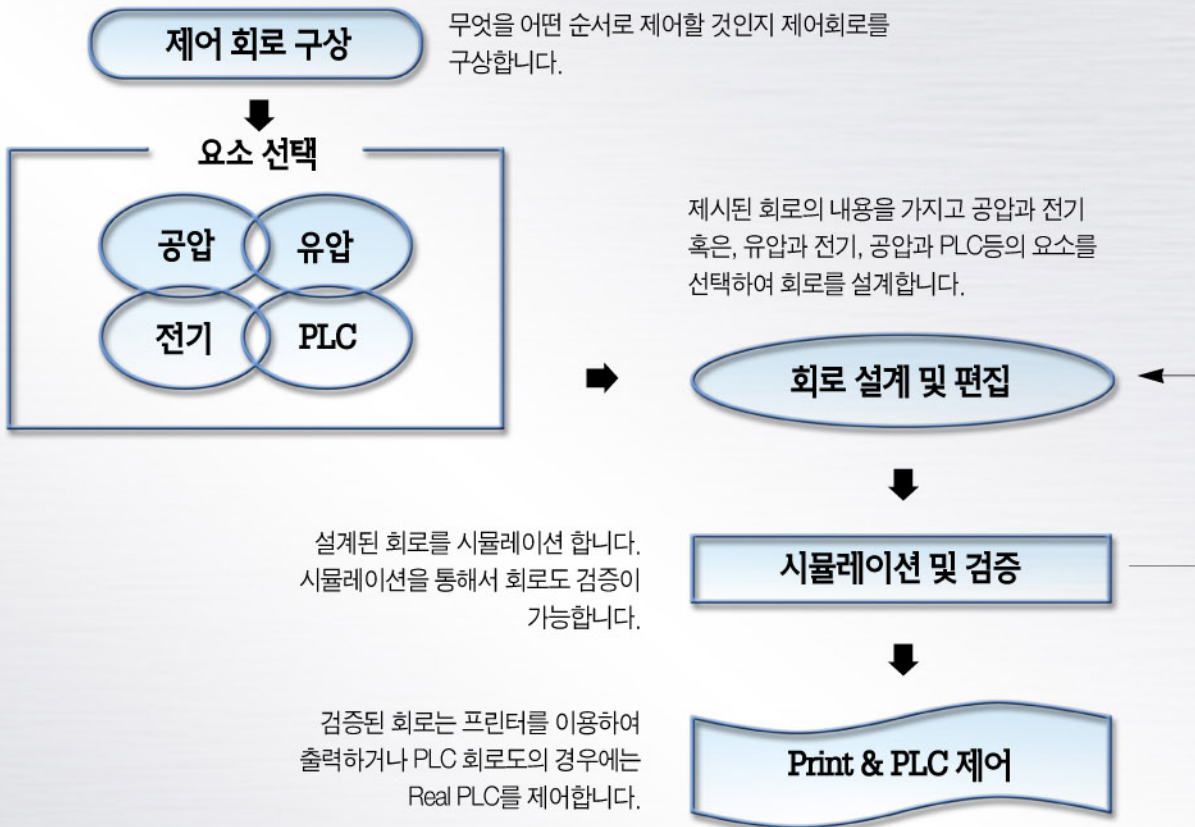 제어 회로 구상
무엇을 어떤 순서로 제어할 것인지 제어회로를
구상합니다.
요소 선택
공압 유압
전기 PLC
제시된 회로의 내용을 가지고 공압과 전기
혹은, 유압과 전기, 공압과 PLC등의 요소를
선택하여 회로를 설계합니다.
회로 설계 및 편집
설계된 회로를 시뮬레이션 합니다.
시뮬레이션을 통해서 회로도 검증이
가능합니다.
시뮬레이션 및 검증
검증된 회로는 프린터를 이용하여
출력하거나 PLC 회로도의 경우에는
Real PLC를 제어합니다.
Print & PLC 제어